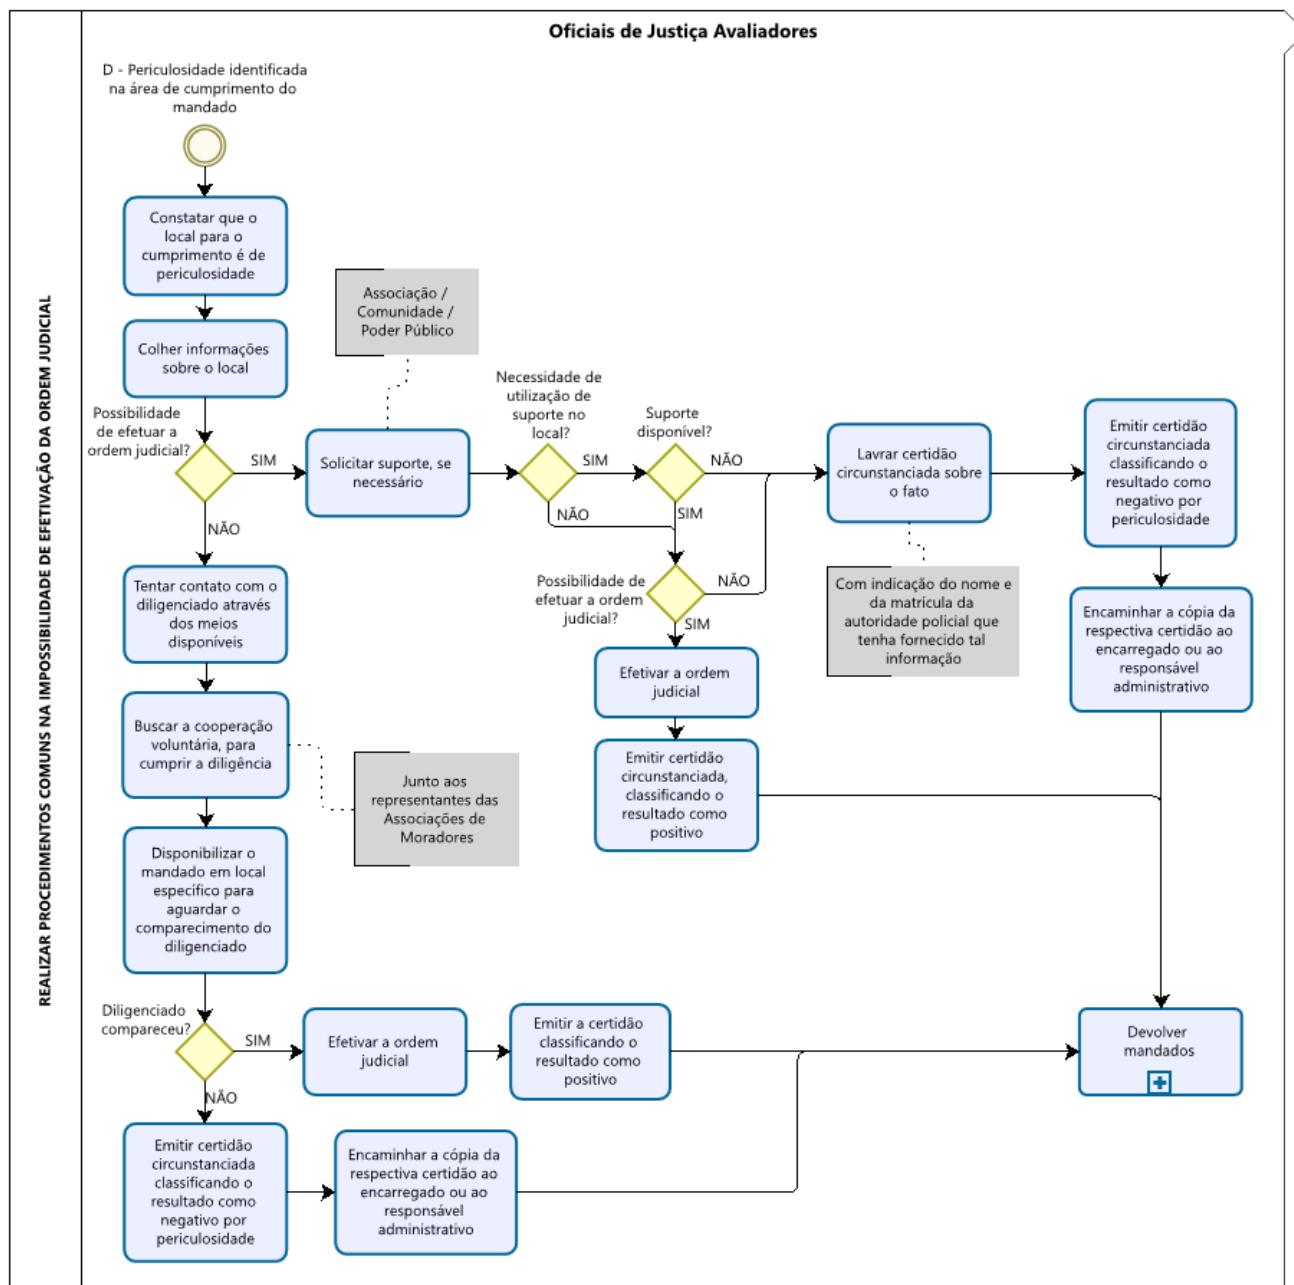 Oficiais de Justiça Avaliadores
REALIZAR PROCEDIMENTOS COMUNS NA IMPOSSIBILIDADE DE EFETIVAÇÃO DA ORDEM JUDICIAL
D - Periculosidade identificada
na área de cumprimento do
mandado
Constatar que o
local para o
cumprimento é de
periculosidade
Colher informações
sobre o local
Possibilidade
de efetuar a
ordem judicial?
SIM
NÃO
Associação /
Comunidade /
Poder Público
Solicitar suporte, se
necessário
Necessidade de
utilização de
suporte no
local?
SIM
NÃO
Suporte
disponível?
NÃO
SIM
Lavrar certidão
circunstanciada sobre
o fato
Com indicação do nome e
da matrícula da
autoridade policial que
tenha fornecido tal
informação
Emitir certidão
circunstanciada
classificando o
resultado como
negativo por
periculosidade
Encaminhar a cópia da
respectiva certidão ao
encarregado ou ao
responsável
administrativo
Possibilidade de
efetuar a ordem
judicial?
NÃO
SIM
Efetivar a ordem
judicial
Emitir certidão
circunstanciada,
classificando o
resultado como
positivo
Tentar contato com o
diligenciado através
dos meios
disponíveis
Buscar a cooperação
voluntária, para
cumprir a diligência
Junto aos
representantes das
Associações de
Moradores
Disponibilizar o
mandado em local
específico para
aguardar o
comparecimento do
diligenciado
Diligenciado
compareceu?
SIM
NÃO
Efetivar a ordem
judicial
Emitir a certidão
classificando o
resultado como
positivo
Devolver
mandados
Emitir certidão
circunstanciada
classificando o
resultado como
negativo por
periculosidade
Encaminhar a cópia da
respectiva certidão ao
encarregado ou ao
responsável
administrativo